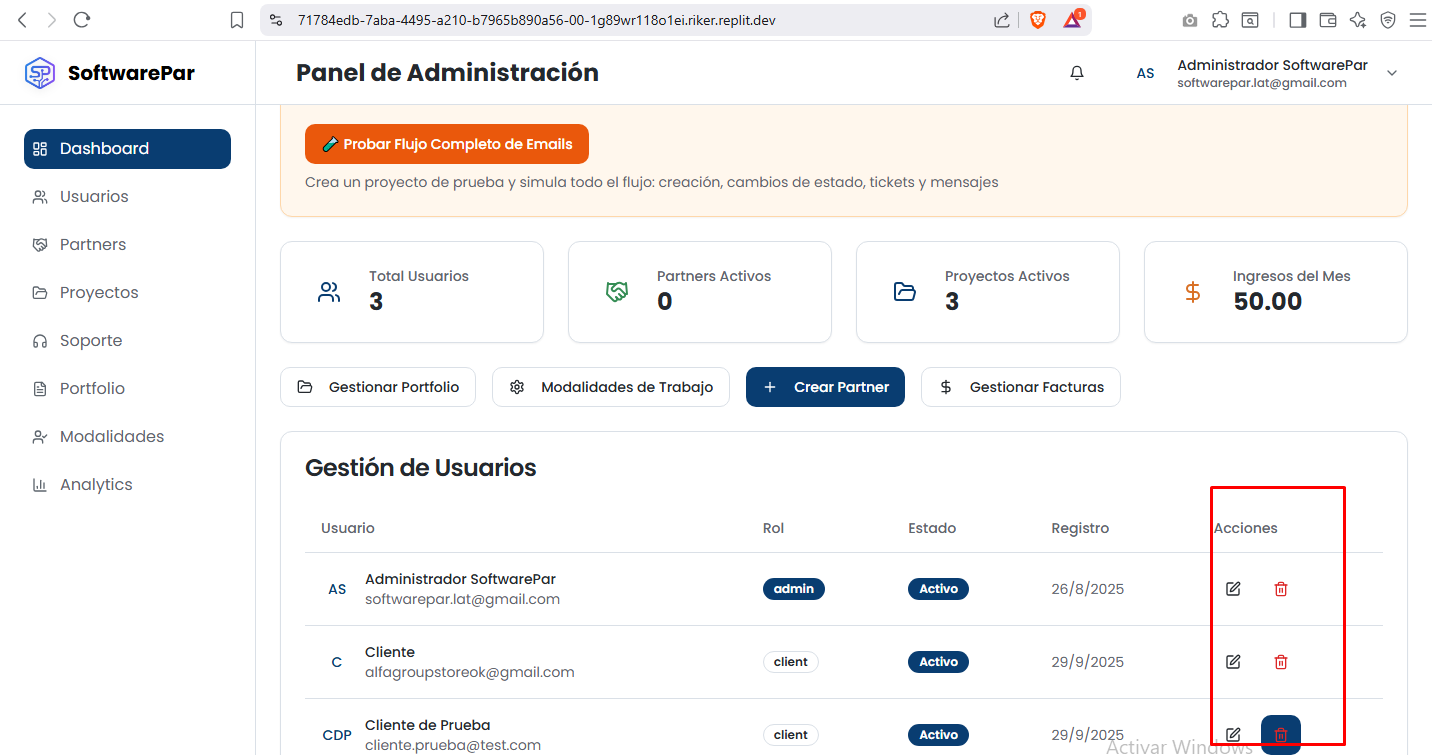 71784edb-7aba-4495-a210-b7965b890a56-00-1g89wr118o1ei.riker.replit.dev
1
SoftwarePar
Panel de Administración
AS
Administrador SoftwarePar
softwarepar.lat@gmail.com
Dashboard
Usuarios
Partners
Proyectos
Soporte
Portfolio
Modalidades
Analytics
Probar Flujo Completo de Emails
Crea un proyecto de prueba y simula todo el flujo: creación, cambios de estado, tickets y mensajes
Total Usuarios
3
Partners Activos
0
Proyectos Activos
3
Ingresos del Mes
50.00
Gestionar Portfolio
Modalidades de Trabajo
Crear Partner
Gestionar Facturas
Gestión de Usuarios
Usuario Rol Estado Registro Acciones
AS
Administrador SoftwarePar
softwarepar.lat@gmail.com
admin
Activo
26/8/2025
C
Cliente
alfagroupstoreok@gmail.com
client
Activo
29/9/2025
CDP
Cliente de Prueba
cliente.prueba@test.com
client
Activo
29/9/2025
Activar Windows